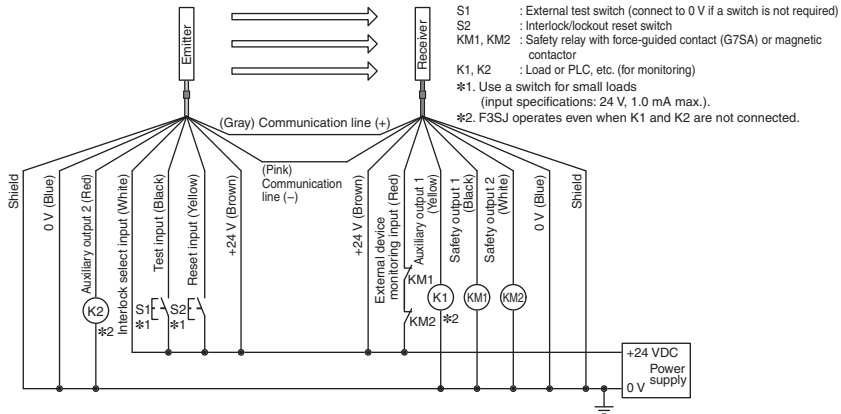 S1 : External test switch (connect to 0 V if a switch is not required)
S2 : Interlock/lockout reset switch
KM1, KM2 : Safety relay with force-guided contact (G7SA) or magnetic
contactor
K1, K2 : Load or PLC, etc. (for monitoring)
✻1. Use a switch for small loads
(input specifications: 24 V, 1.0 mA max.).
✻2. F3SJ operates even when K1 and K2 are not connected.
Emitter
Receiver
(Gray) Communication line (+)
(Pink)
Communication
line (−)
Shield
0 V (Blue)
Auxiliary output 2 (Red)
Interlock select input (White)
Test input (Black)
Reset input (Yellow)
+24 V (Brown)
+24 V (Brown)
External device
monitoring input (Red)
Auxiliary output 1
(Yellow)
Safety output 1
(Black)
Safety output 2
(White)
0 V (Blue)
Shield
K2
✻2
S1
✻1
S2
✻1
KM1
KM2
K1
✻2
KM1
KM2
+24 VDC
Power
supply
0 V